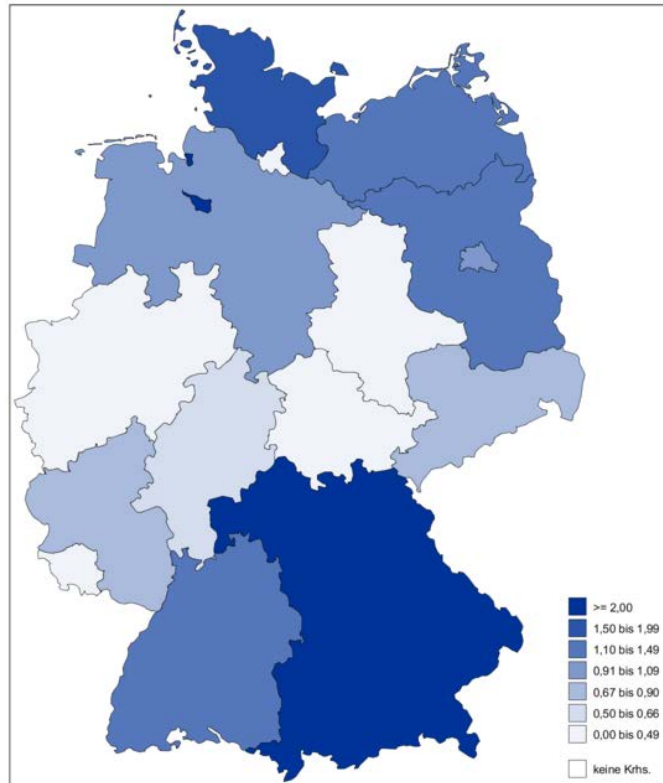 >= 2,00
1,50 bis 1,99
1,10 bis 1,49
0,91 bis 1,09
0,67 bis 0,90
0,50 bis 0,66
0,00 bis 0,49
keine Krhs.